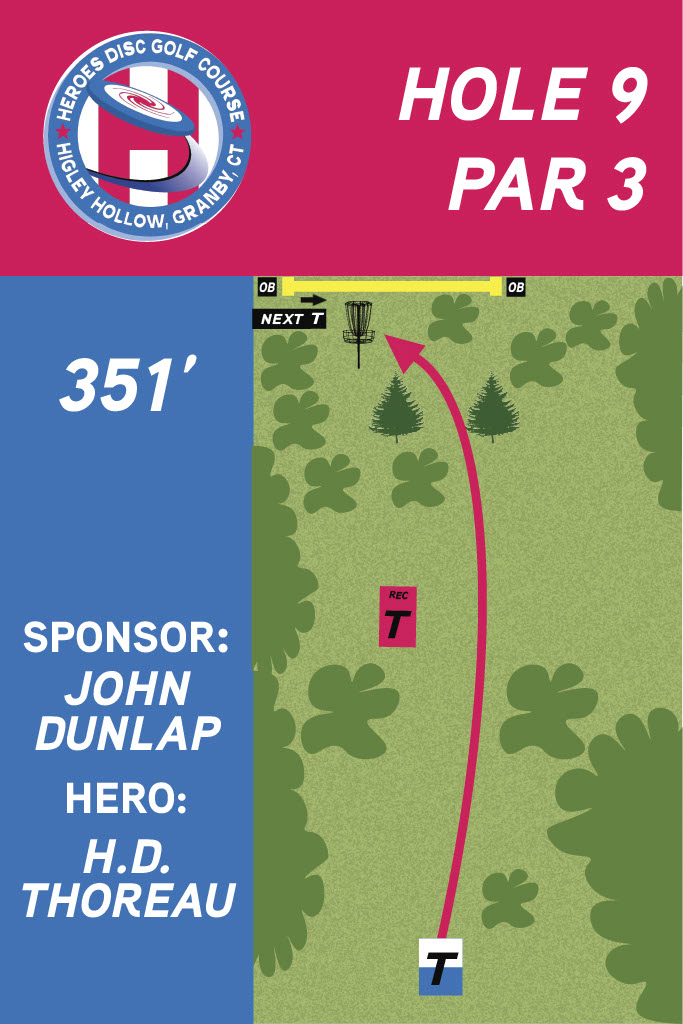 HEROES DISC GOLF COURSE
HIGLEY HOLLOW, GRANBY, CT
H
HOLE 9
PAR 3
351'
SPONSOR:
JOHN
DUNLAP
HERO:
H.D.
THOREAU
OB
OB
NEXT T
REC
T
T